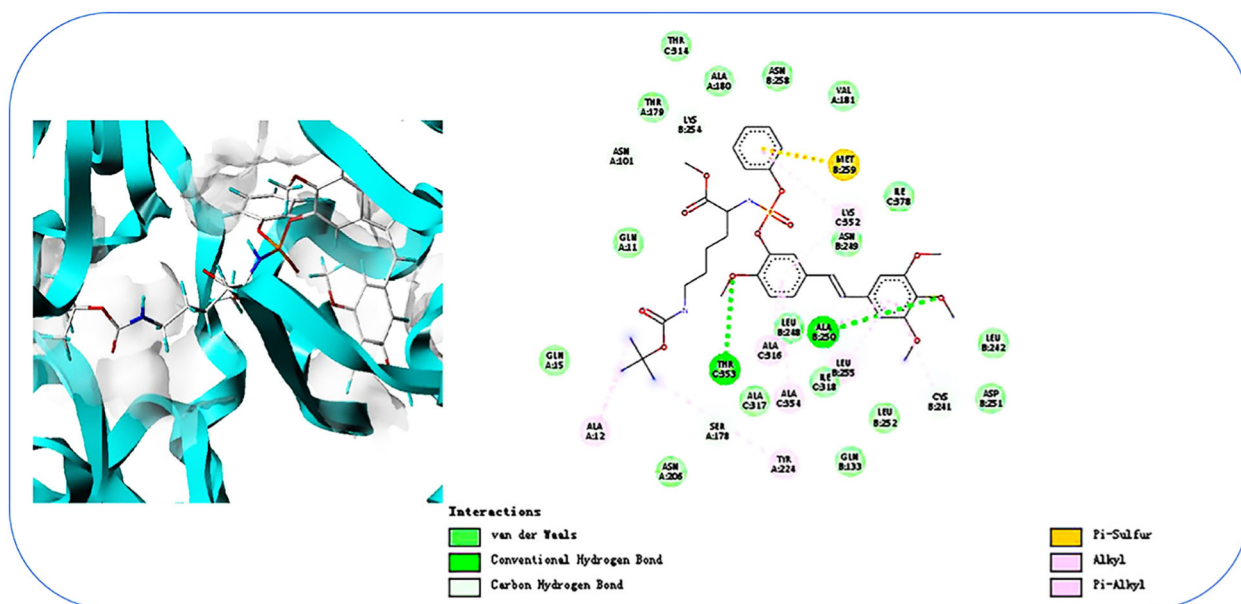 THR
C:314
ALA
A:180
ASN
B:258
VAL
A:181
THR
A:179
LYS
B:254
ASN
A:101
MET
B:259
ILE
C:378
LYS
C:352
ASN
B:249
GLN
A:11
LEU
B:248
ALA
B:250
ALA
C:316
LEU
B:255
LEU
B:242
THR
C:353
ILE
C:318
GLN
A:15
ALA
C:317
ALA
C:354
CYS
B:241
ASP
B:251
LEU
B:252
ALA
A:12
SER
A:178
TYR
A:224
GLN
B:133
ASN
A:206
Interactions
van der Waals
Conventional Hydrogen Bond
Carbon Hydrogen Bond
Pi-Sulfur
Alkyl
Pi-Alkyl